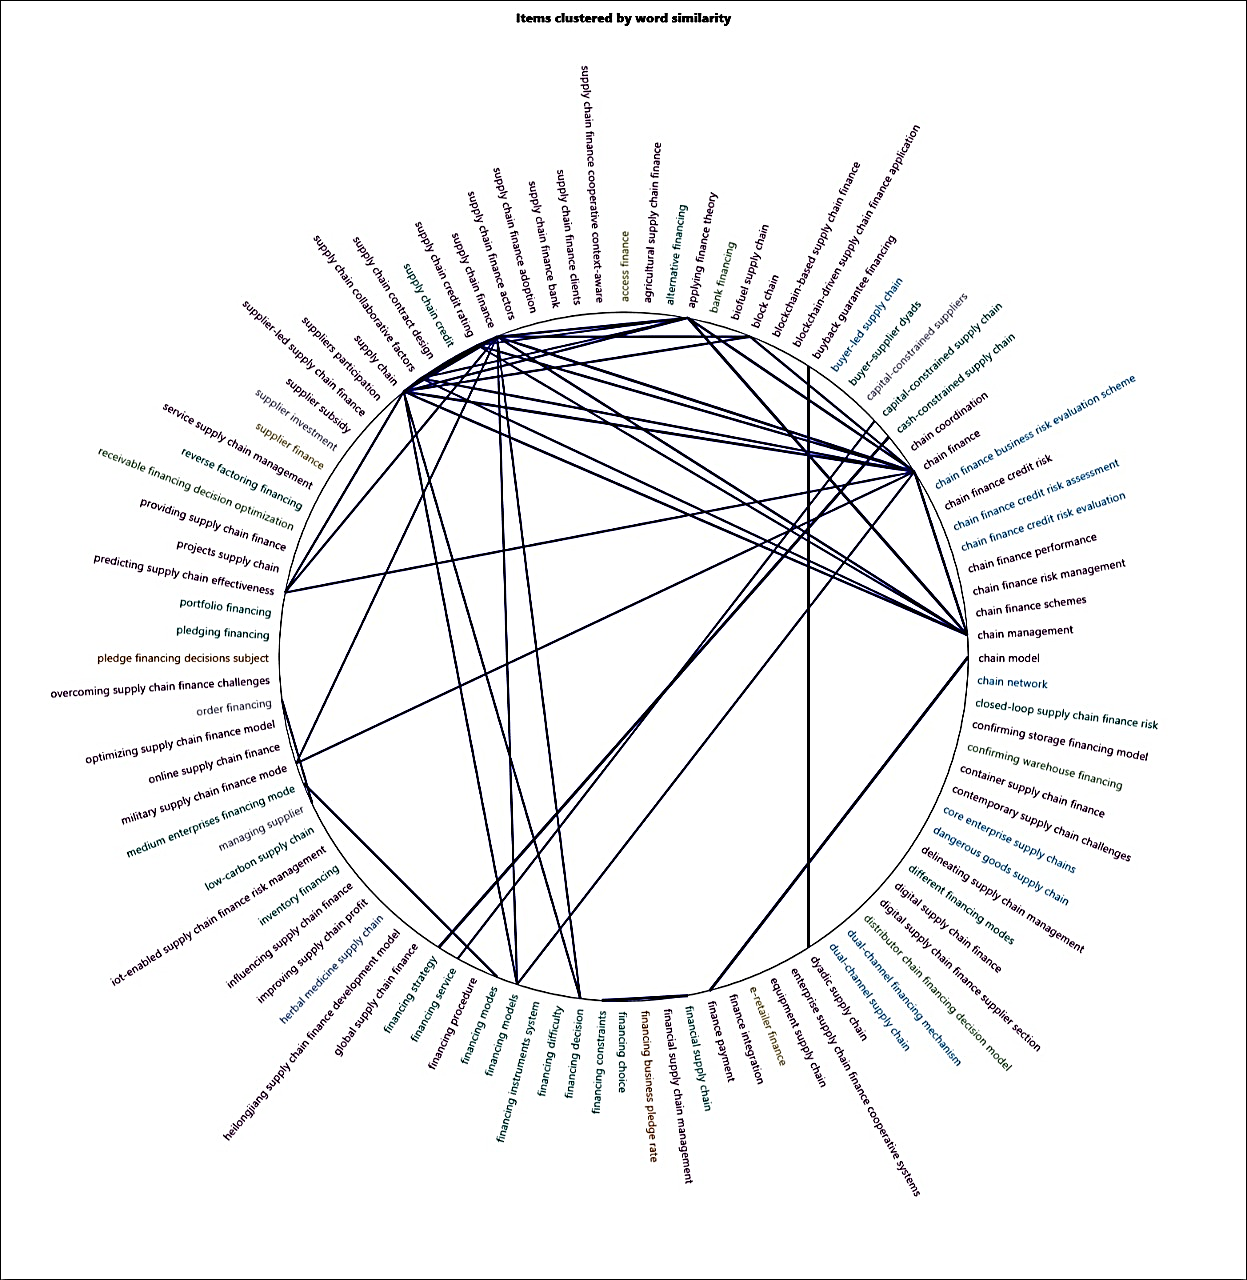 Items clustered by word similarity
access finance
agricultural supply chain finance
alternative financing
applying finance theory
bank financing
biofuel supply chain
block chain
blockchain-based supply chain finance
blockchain-driven supply chain finance application
buyback guarantee financing
buyer-led supply chain
buyer–supplier dyads
capital-constrained suppliers
capital-constrained supply chain
cash-constrained supply chain
chain coordination
chain finance
chain finance business risk evaluation scheme
chain finance credit risk
chain finance credit risk assessment
chain finance credit risk evaluation
chain finance performance
chain finance risk management
chain finance schemes
chain management
chain model
chain network
closed-loop supply chain finance risk
confirming storage financing model
confirming warehouse financing
container supply chain finance
contemporary supply chain challenges
core enterprise supply chains
dangerous goods supply chain
delineating supply chain management
different financing modes
digital supply chain finance
digital supply chain finance supplier section
distributor chain financing decision model
dual-channel financing mechanism
dual-channel supply chain
dyadic supply chain
enterprise supply chain finance cooperative systems
equipment supply chain
e-retailer finance
finance integration
finance payment
financial supply chain
financial supply chain management
financing business pledge rate
financing choice
financing constraints
financing decision
financing difficulty
financing instruments system
financing models
financing modes
financing procedure
financing service
financing strategy
global supply chain finance
heilongjiang supply chain finance development model
herbal medicine supply chain
improving supply chain profit
influencing supply chain finance
inventory financing
iot-enabled supply chain finance risk management
low-carbon supply chain
managing supplier
medium enterprises financing mode
military supply chain finance mode
online supply chain finance
optimizing supply chain finance model
order financing
overcoming supply chain finance challenges
pledge financing decisions subject
pledging financing
portfolio financing
predicting supply chain effectiveness
projects supply chain
providing supply chain finance
receivable financing decision optimization
reverse factoring financing
service supply chain management
supplier finance
supplier investment
supplier subsidy
supplier-led supply chain finance
suppliers participation
supply chain
supply chain collaborative factors
supply chain contract design
supply chain credit
supply chain credit rating
supply chain finance
supply chain finance actors
supply chain finance adoption
supply chain finance bank
supply chain finance clients
supply chain finance cooperative context-aware